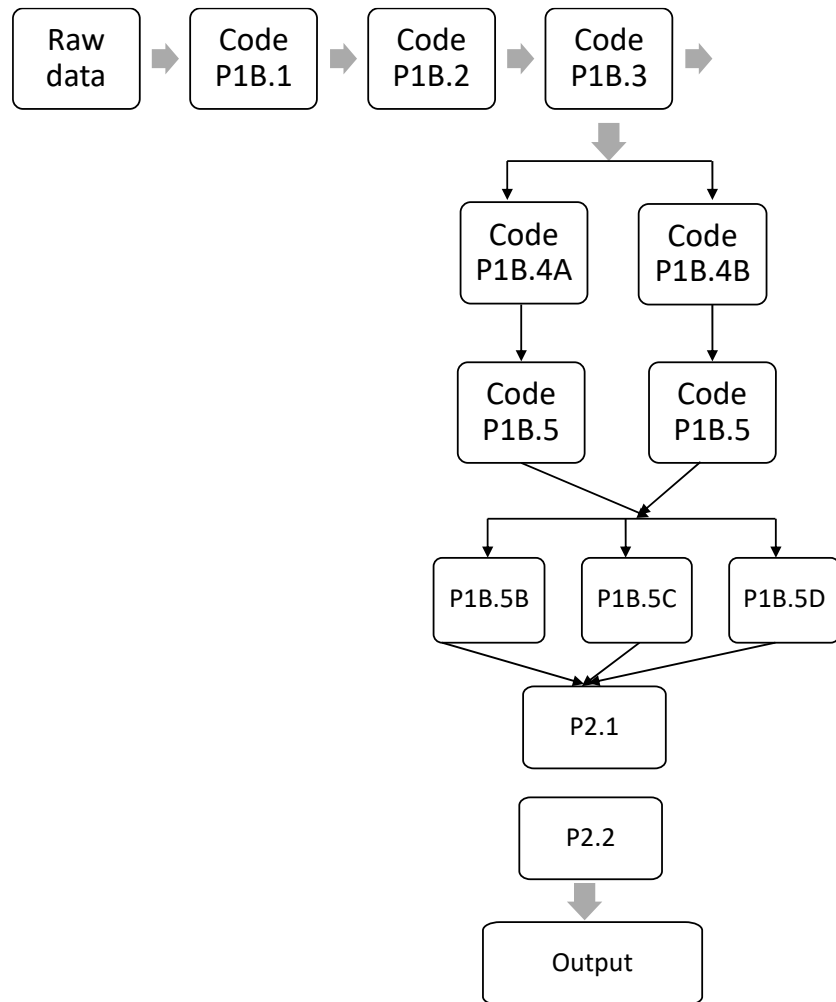 Raw
data
Code
P1B.1
Code
P1B.2
Code
P1B.3
Code
P1B.4A
Code
P1B.4B
Code
P1B.5
Code
P1B.5
P1B.5B
P1B.5C
P1B.5D
P2.1
P2.2
Output